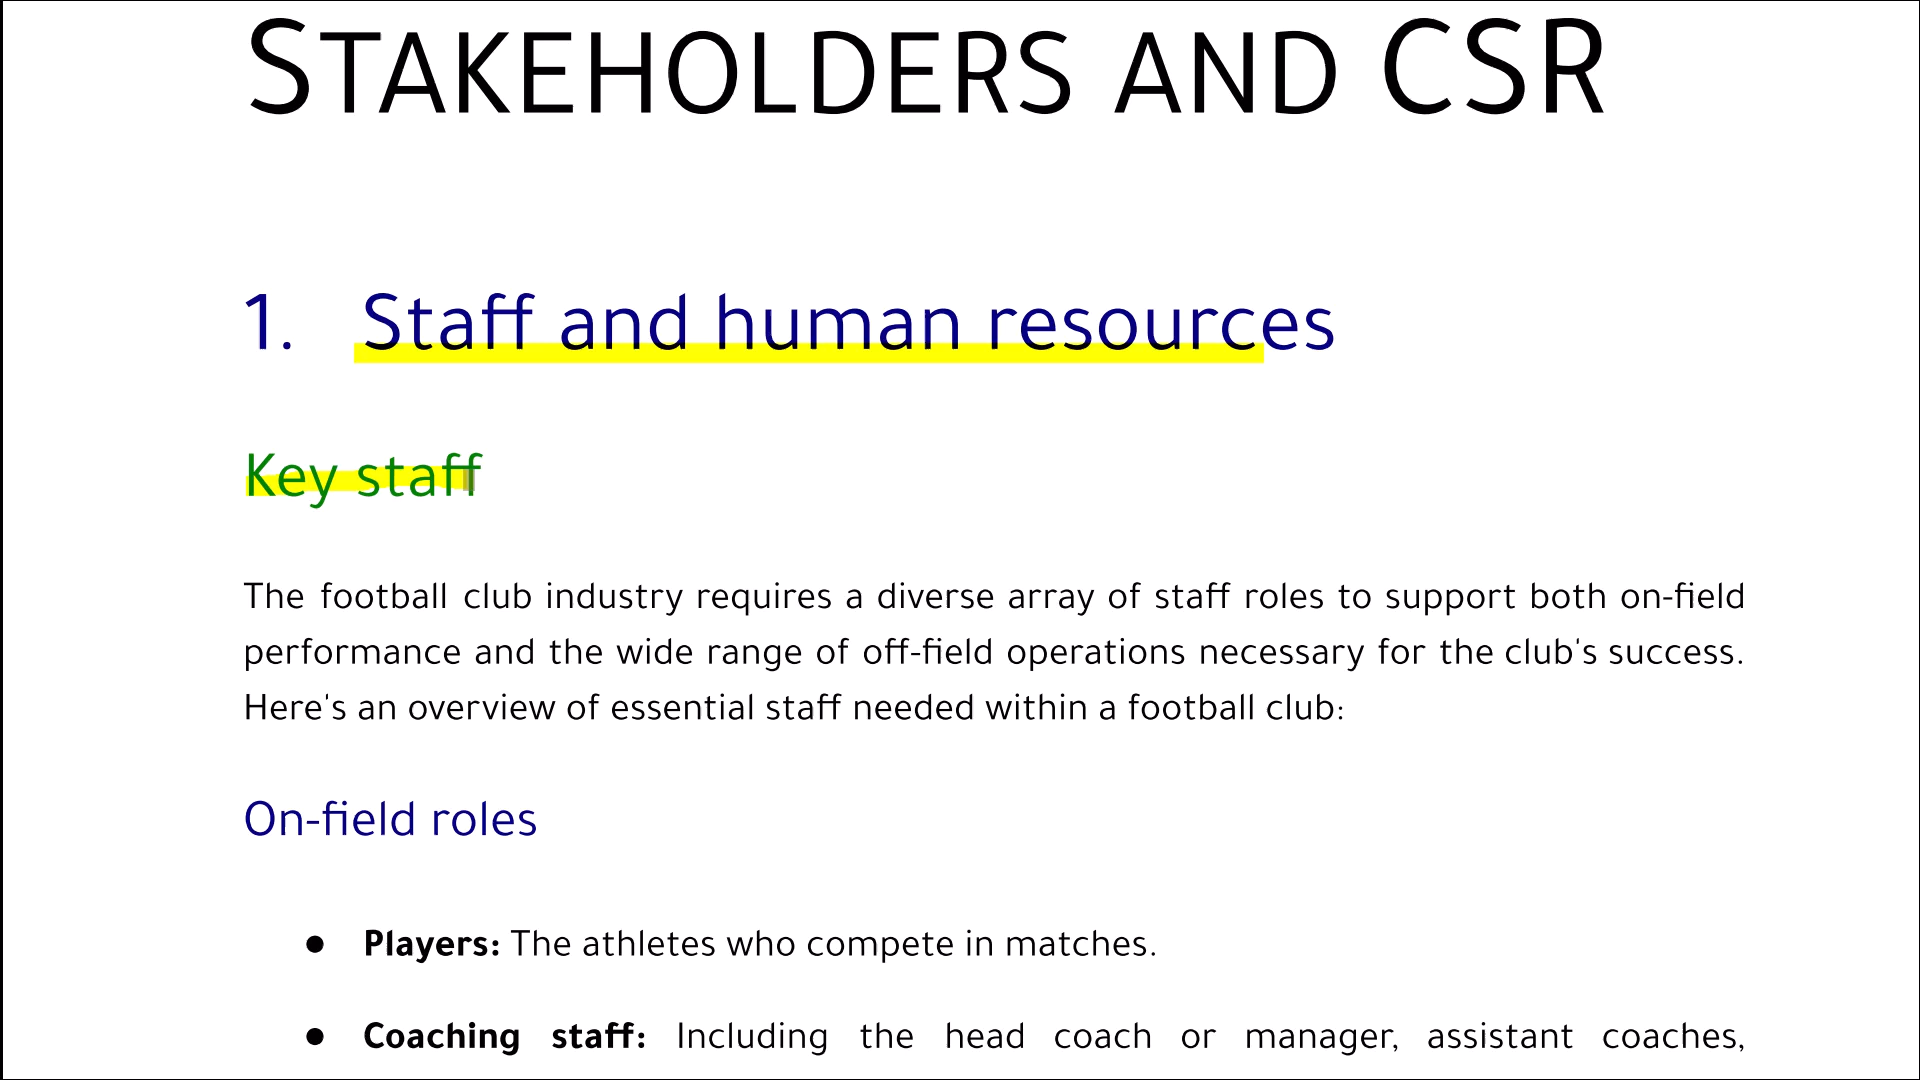 STAKEHOLDERS AND CSR
1. Staff and human resources
Key staff
The football club industry requires a diverse array of staff roles to support both on-field
performance and the wide range of off-field operations necessary for the club's success.
Here's an overview of essential staff needed within a football club:
On-field roles
● Players: The athletes who compete in matches.
● Coaching staff: Including the head coach or manager, assistant coaches,